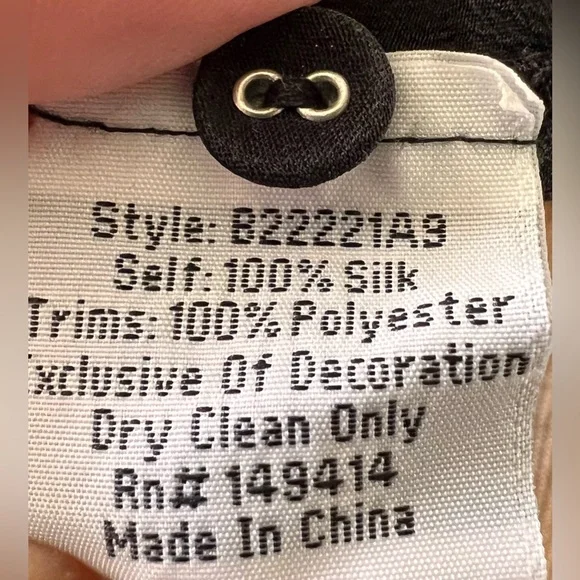 Style: B22221A9
Self: 100% Silk
Trims: 100% Polyester
Exclusive Of Decoration
Dry Clean Only
Rn# 149414
Made In China